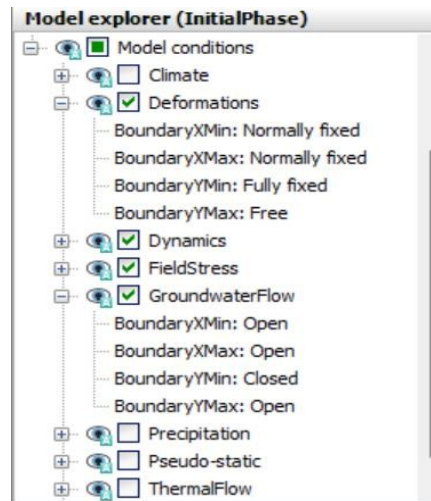 Model explorer (InitialPhase)
Model conditions
Climate
Deformations
BoundaryXMin: Normally fixed
BoundaryXMax: Normally fixed
BoundaryYMin: Fully fixed
BoundaryYMax: Free
Dynamics
FieldStress
GroundwaterFlow
BoundaryXMin: Open
BoundaryXMax: Open
BoundaryYMin: Closed
BoundaryYMax: Open
Precipitation
Pseudo-static
ThermalFlow